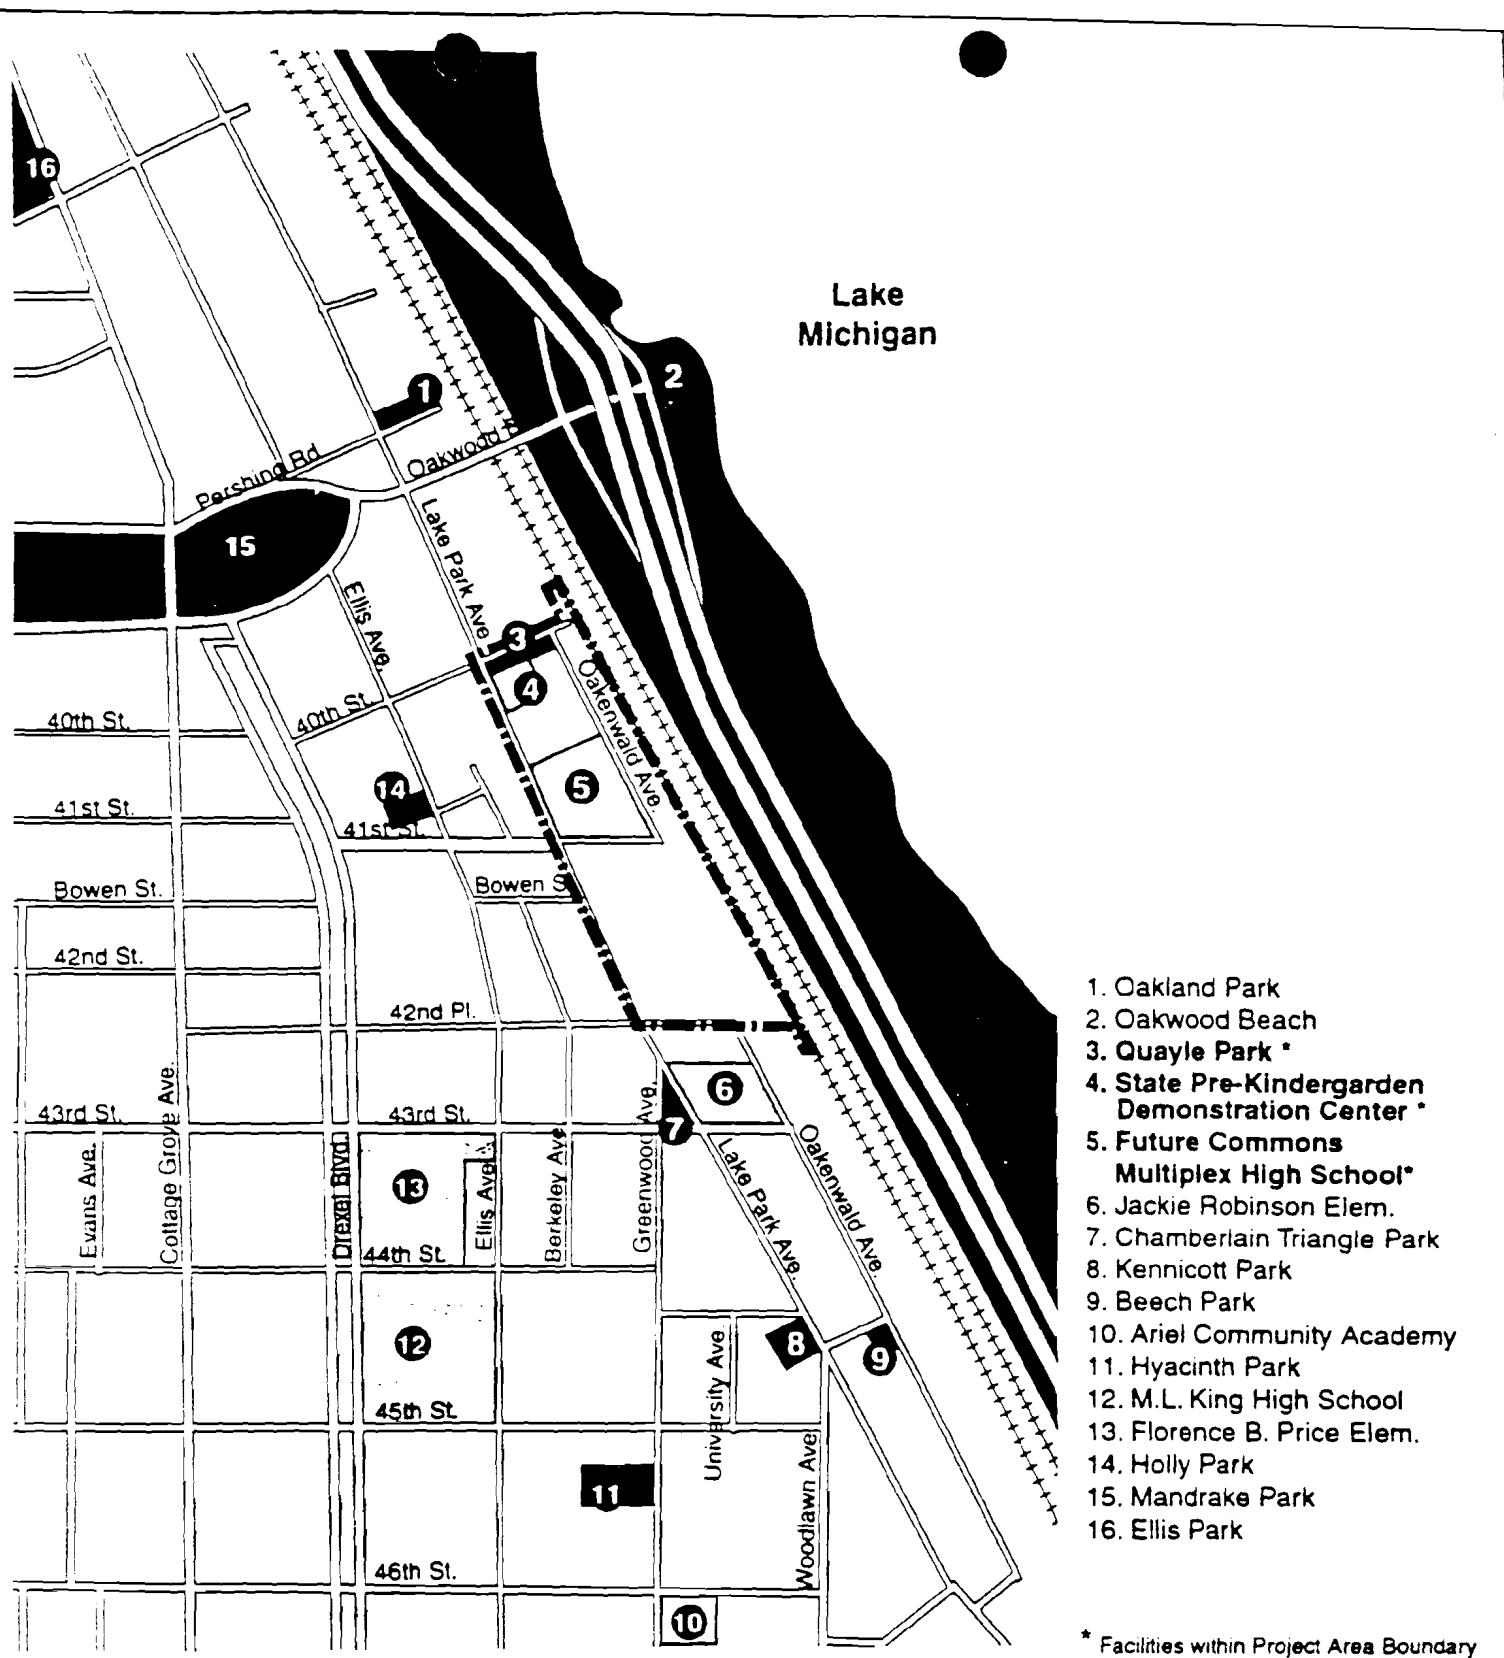 16
Lake
Michigan
2
1
Pershing Rd.
Oakwood B
15
Lake Park Ave.
Ellis Ave.
3
4
Oakenwald Ave.
40th St.
40th St.
14
5
41st St.
41st St.
Bowen St.
Bowen S
42nd St.
42nd Pl.
6
43rd St.
43rd St.
7
Evans Ave.
Cottage Grove Ave.
Drexel Blvd.
13
Ellis Ave.
Berkeley Ave.
Greenwood Ave.
Lake Park Ave.
Oakenwald Ave.
44th St.
12
8
9
University Ave
45th St.
11
Woodlawn Ave.
46th St.
10
1. Oakland Park
2. Oakwood Beach
3. Quayle Park *
4. State Pre-Kindergarden
Demonstration Center *
5. Future Commons
Multiplex High School*
6. Jackie Robinson Elem.
7. Chamberlain Triangle Park
8. Kennicott Park
9. Beech Park
10. Ariel Community Academy
11. Hyacinth Park
12. M.L. King High School
13. Florence B. Price Elem.
14. Holly Park
15. Mandrake Park
16. Ellis Park
* Facilities within Project Area Boundary